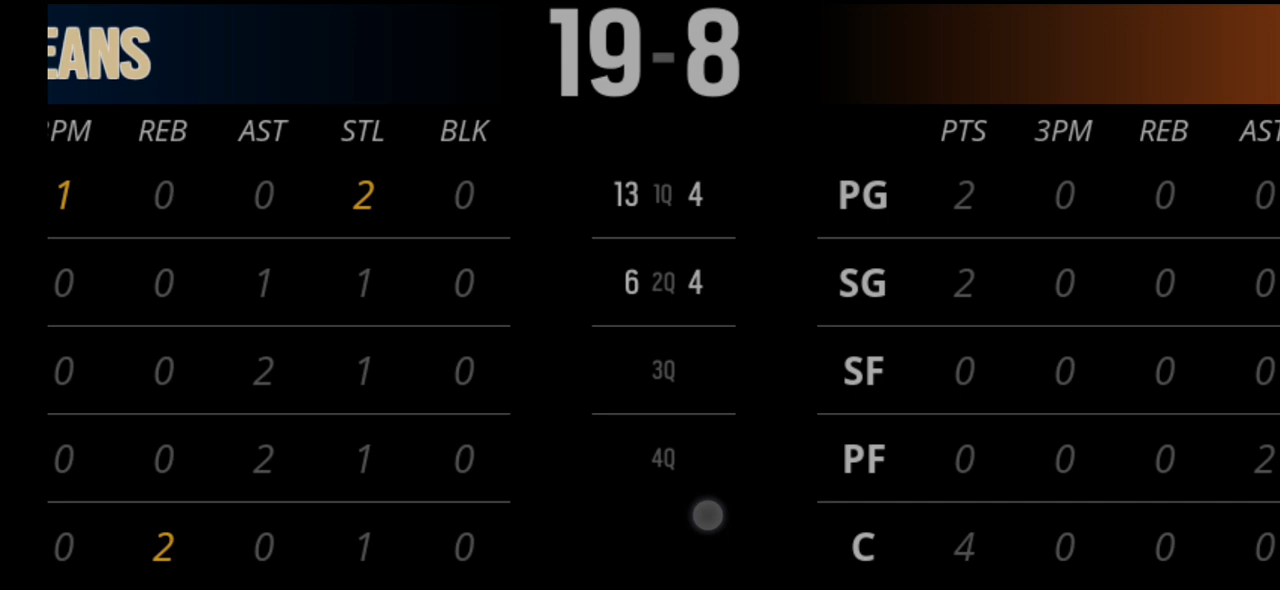 EANS 19-8
PM REB AST STL BLK PTS 3PM REB AST
1 0 0 2 0 13 1Q 4 PG 2 0 0 0
0 0 1 1 0 6 2Q 4 SG 2 0 0 0
0 0 2 1 0 3Q SF 0 0 0 0
0 0 2 1 0 4Q PF 0 0 0 2
0 2 0 1 0 C 4 0 0 0